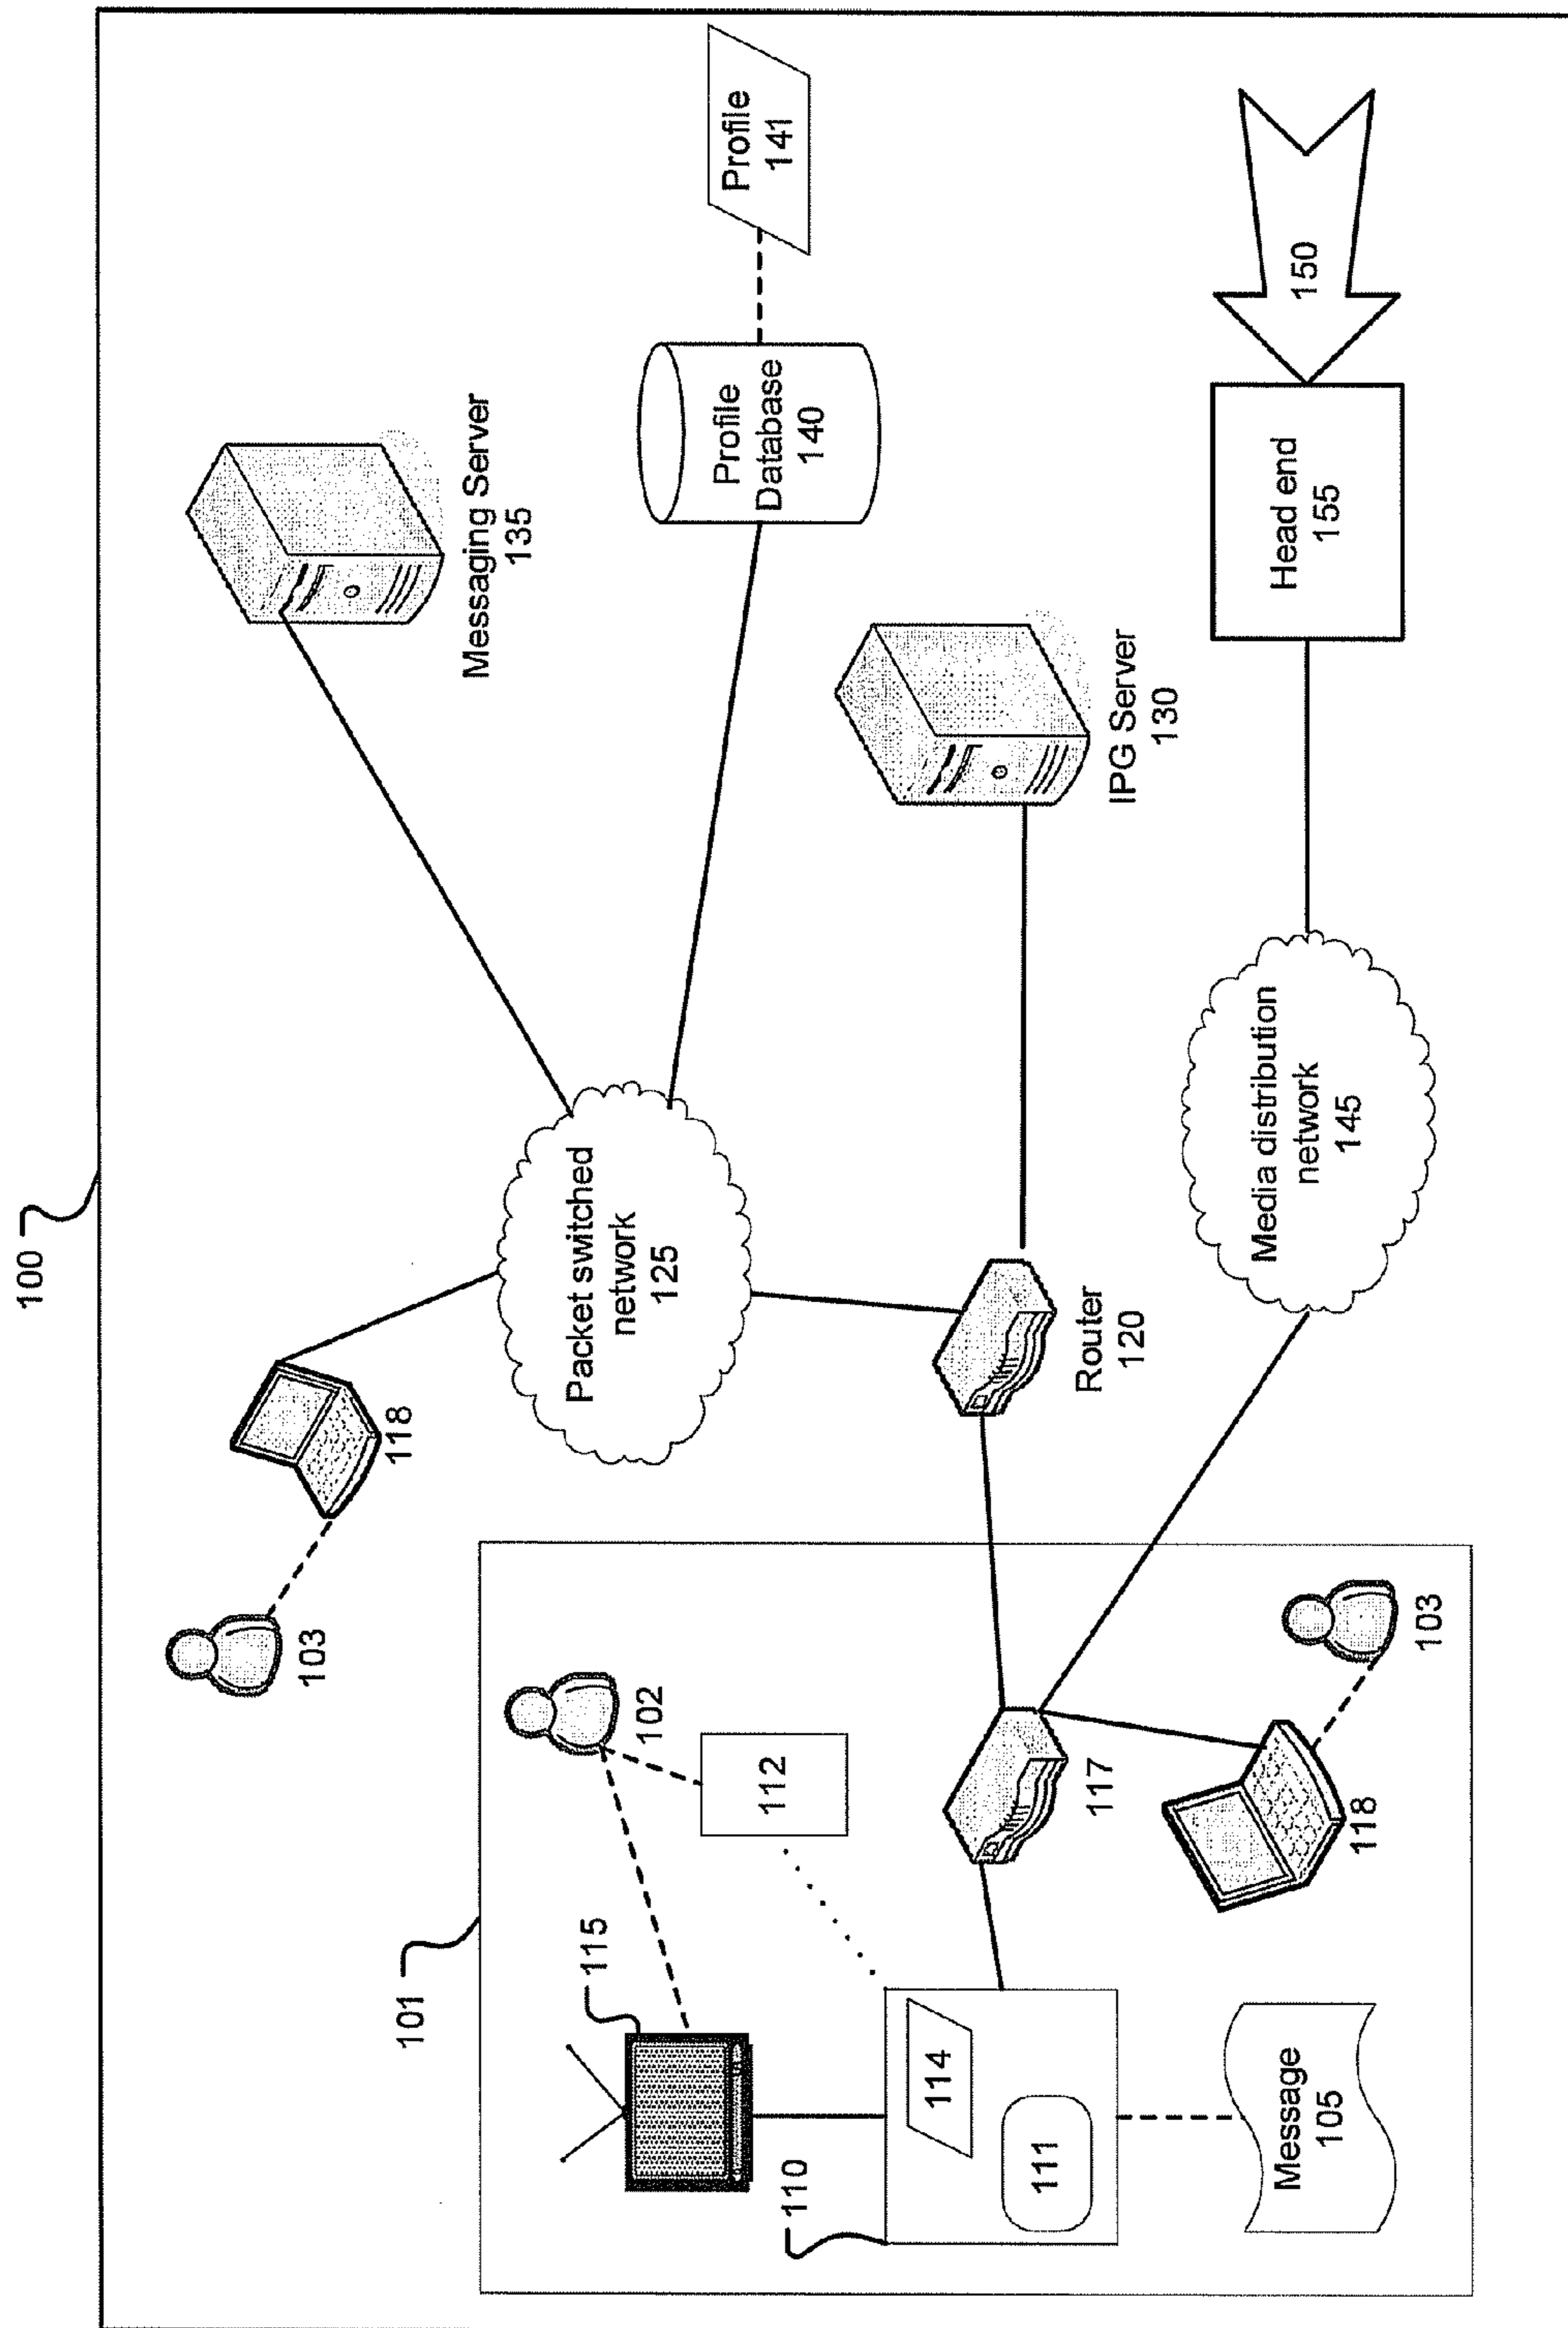 100
101
103
118
Messaging Server
135
115
102
112
110
114
111
Message
105
117
118
103
Packet switched
network
125
Router
120
Profile
Database
140
Profile
141
IPG Server
130
Media distribution
network
145
Head end
155
150